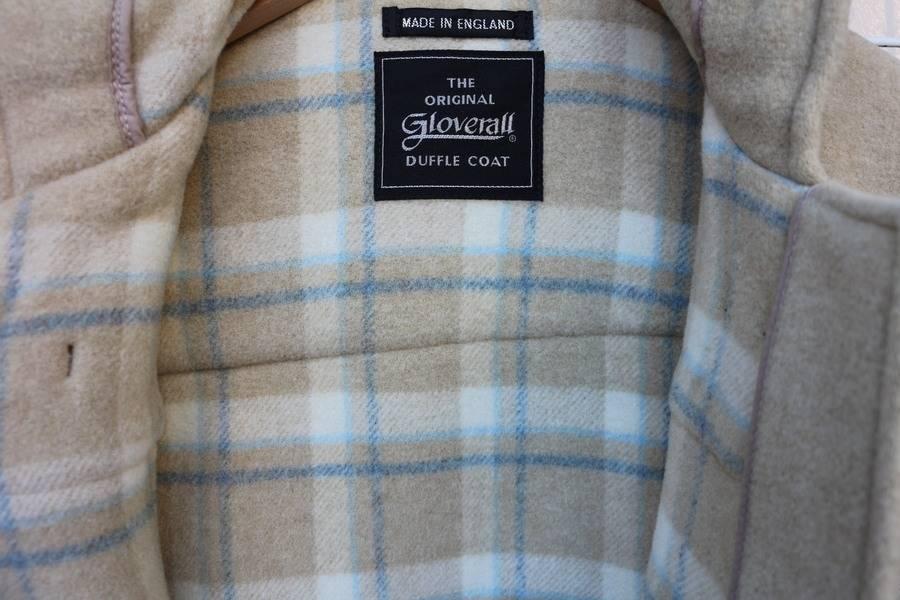 MADE IN ENGLAND
THE
ORIGINAL
Gloverall®
DUFFLE COAT